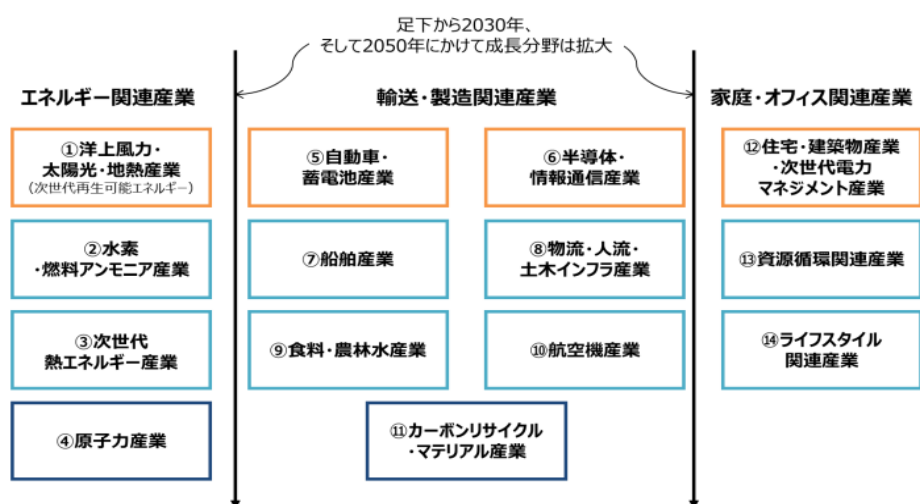 足下から2030年、
そして2050年にかけて成長分野は拡大
エネルギー関連産業
輸送・製造関連産業
家庭・オフィス関連産業
①洋上風力・
太陽光・地熱産業
（次世代再生可能エネルギー）
⑤自動車・
蓄電池産業
⑥半導体・
情報通信産業
⑫住宅・建築物産業
・次世代電力
マネジメント産業
②水素
・燃料アンモニア産業
⑦船舶産業
⑧物流・人流・
土木インフラ産業
⑬資源循環関連産業
③次世代
熱エネルギー産業
⑨食料・農林水産業
⑩航空機産業
⑭ライフスタイル
関連産業
④原子力産業
⑪カーボンリサイクル
・マテリアル産業